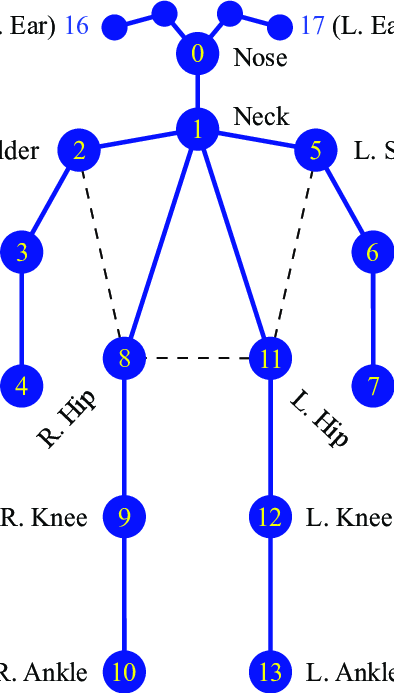 . Ear) 16
17 (L. Ea
0
Nose
1
Neck
lder
2
5
L. S
3
6
8
11
4
7
R. Hip
L. Hip
R. Knee
9
12
L. Knee
R. Ankle
10
13
L. Ankle